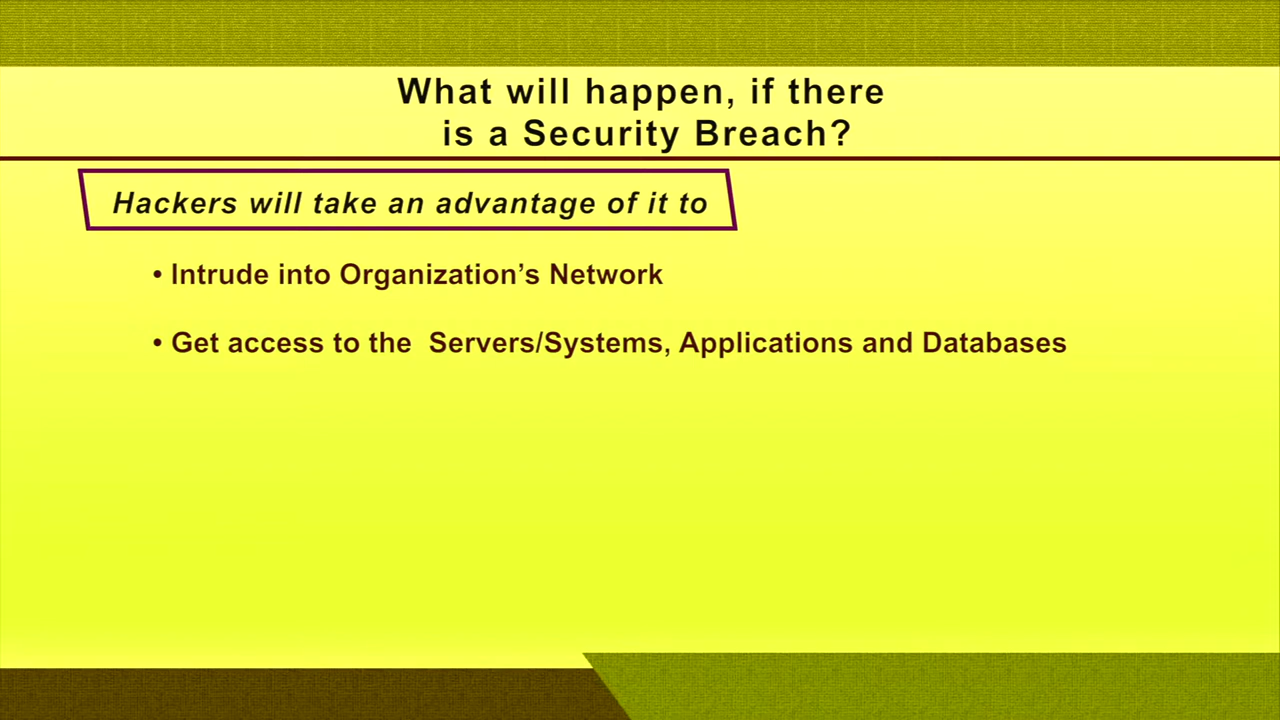 What will happen, if there
is a Security Breach?
Hackers will take an advantage of it to
• Intrude into Organization’s Network
• Get access to the  Servers/Systems, Applications and Databases